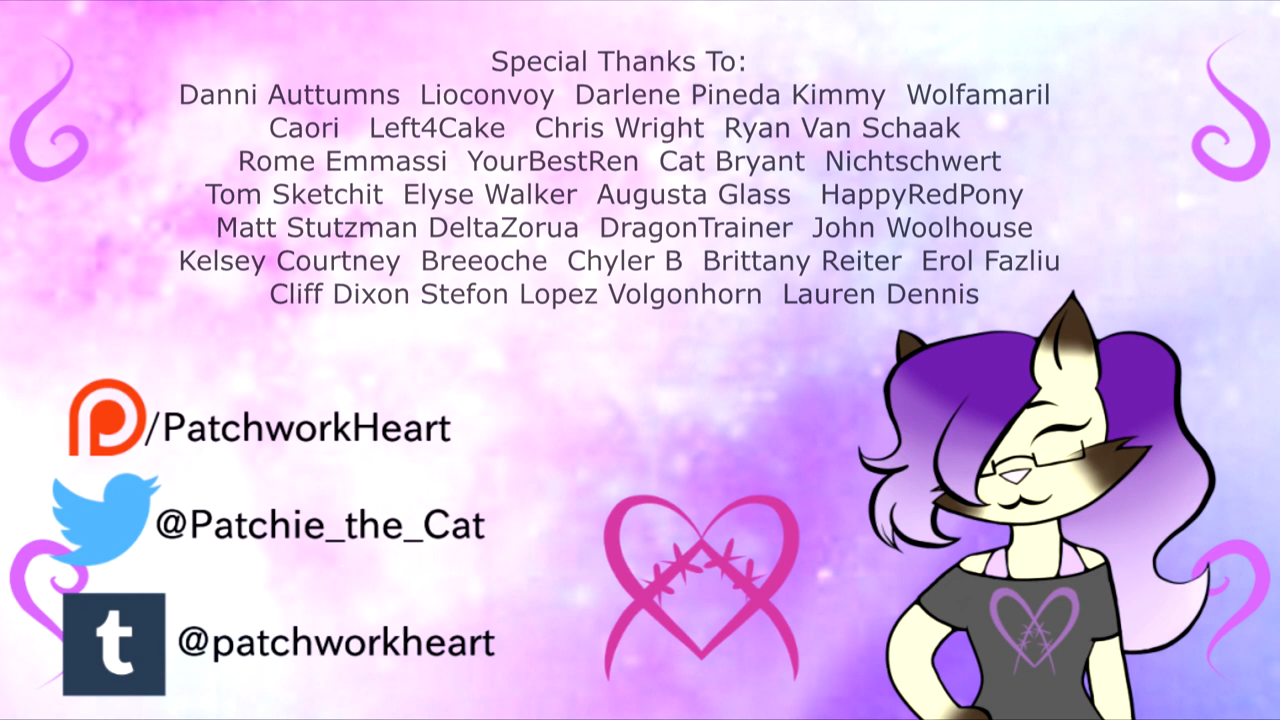 Special Thanks To:
Danni Auttumns Lioconvoy Darlene Pineda Kimmy Wolfamaril
Caori Left4Cake Chris Wright Ryan Van Schaak
Rome Emmassi YourBestRen Cat Bryant Nichtschwert
Tom Sketchit Elyse Walker Augusta Glass HappyRedPony
Matt Stutzman DeltaZorua DragonTrainer John Woolhouse
Kelsey Courtney Breeoche Chyler B Brittany Reiter Erol Fazliu
Cliff Dixon Stefon Lopez Volgonhorn Lauren Dennis
/PatchworkHeart
@Patchie_the_Cat
t @patchworkheart